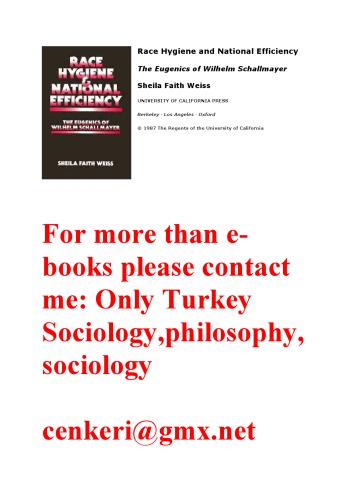 RACE
HYGIENE
&
NATIONAL
EFFICIENCY
THE EUGENICS OF
WILHELM SCHALLMAYER
SHEILA FAITH WEISS
Race Hygiene and National Efficiency
The Eugenics of Wilhelm Schallmayer
Sheila Faith Weiss
UNIVERSITY OF CALIFORNIA PRESS
Berkeley · Los Angeles · Oxford
© 1987 The Regents of the University of California
For more than e-
books please contact
me: Only Turkey
Sociology,philosophy,
sociology
cenkeri@gmx.net